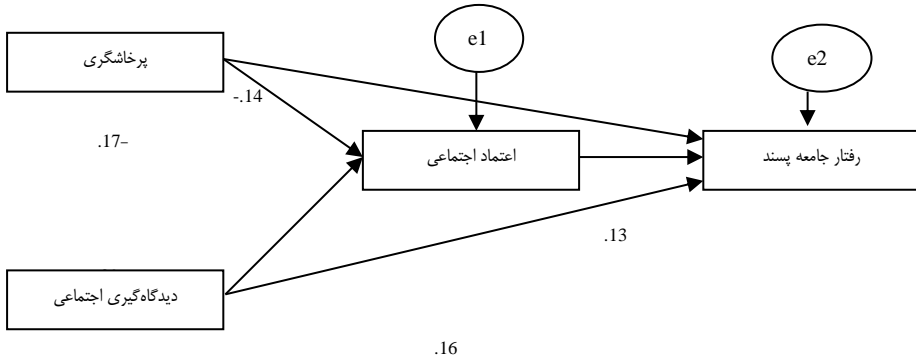 e1
e2
پرخاشگری
-.14
اعتماد اجتماعی
رفتار جامعه پسند
.17-
.13
دیدگاه‌گیری اجتماعی
.16